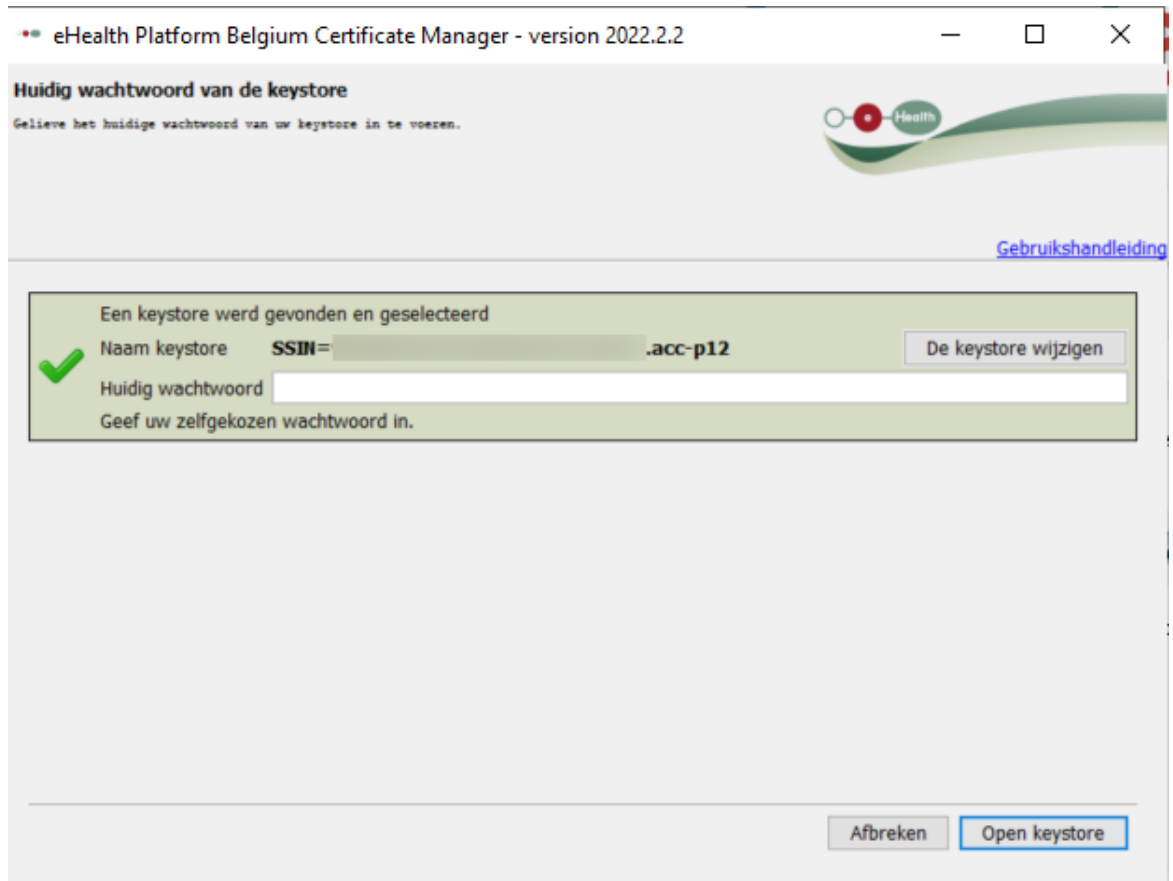 eHealth Platform Belgium Certificate Manager - version 2022.2.2
Huidig wachtwoord van de keystore
Gelieve het huidige wachtwoord van uw keystore in te voeren.
Health
Gebruikshandleiding
Een keystore werd gevonden en geselecteerd
Naam keystore SSIN= .acc-p12 De keystore wijzigen
Huidig wachtwoord
Geef uw zelfgekozen wachtwoord in.
Afbreken Open keystore